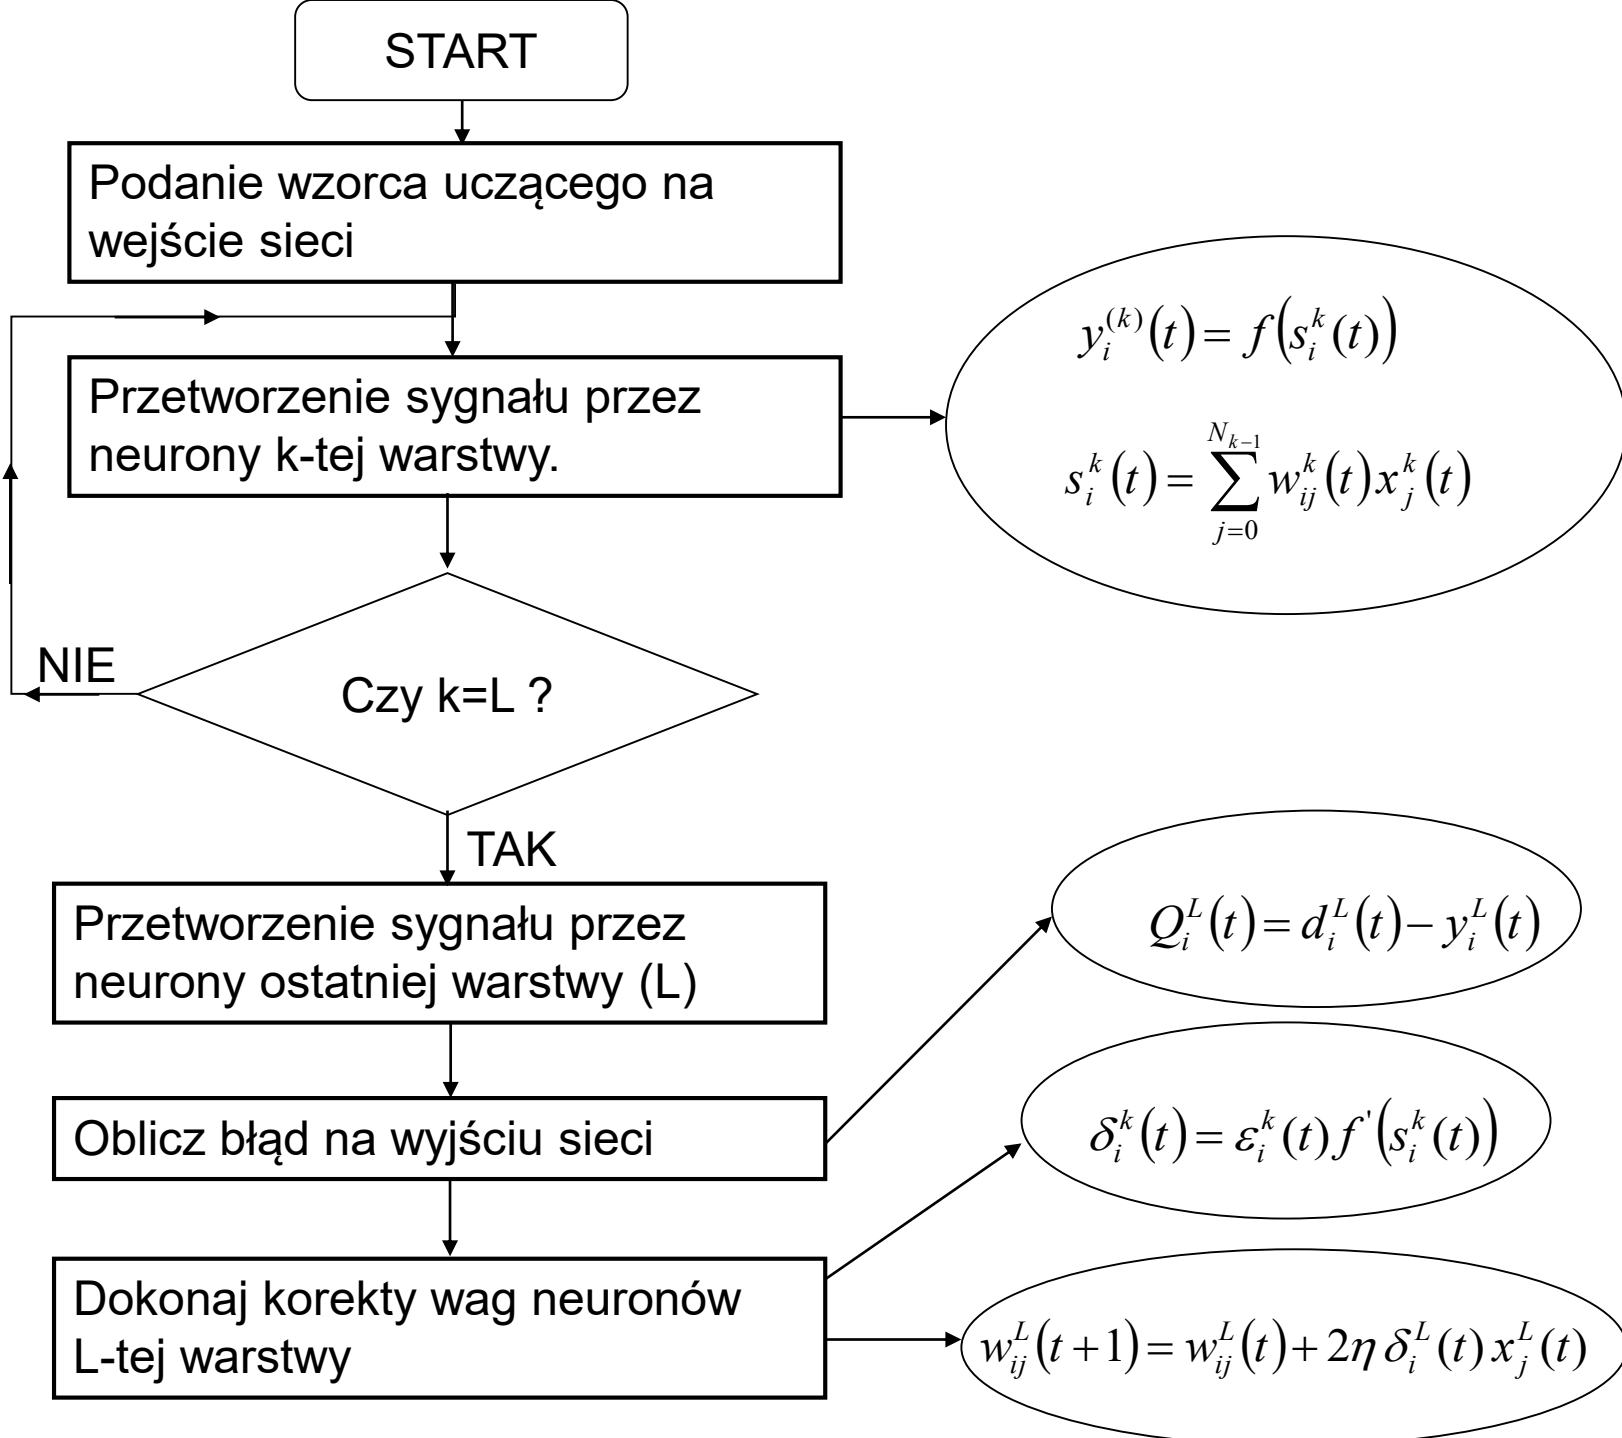 START
Podanie wzorca uczącego na
wejście sieci
Przetworzenie sygnału przez
neurony k-tej warstwy.
y_i^{(k)}(t) = f(s_i^k(t))
s_i^k(t) = \sum_{j=0}^{N_{k-1}} w_{ij}^k(t) x_j^k(t)
NIE
Czy k=L ?
TAK
Przetworzenie sygnału przez
neurony ostatniej warstwy (L)
Q_i^L(t) = d_i^L(t) - y_i^L(t)
Oblicz błąd na wyjściu sieci
δ_i^k(t) = ε_i^k(t) f'(s_i^k(t))
Dokonaj korekty wag neuronów
L-tej warstwy
w_{ij}^L(t+1) = w_{ij}^L(t) + 2η δ_i^L(t) x_j^L(t)